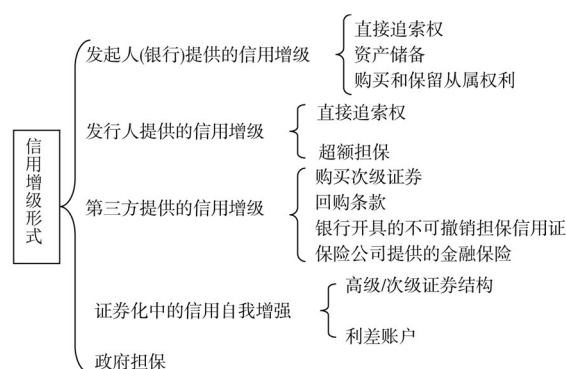 信用增级形式
发起人(银行)提供的信用增级
直接追索权
资产储备
购买和保留从属权利
发行人提供的信用增级
直接追索权
超额担保
第三方提供的信用增级
购买次级证券
回购条款
银行开具的不可撤销担保信用证
保险公司提供的金融保险
证券化中的信用自我增强
高级/次级证券结构
利差账户
政府担保